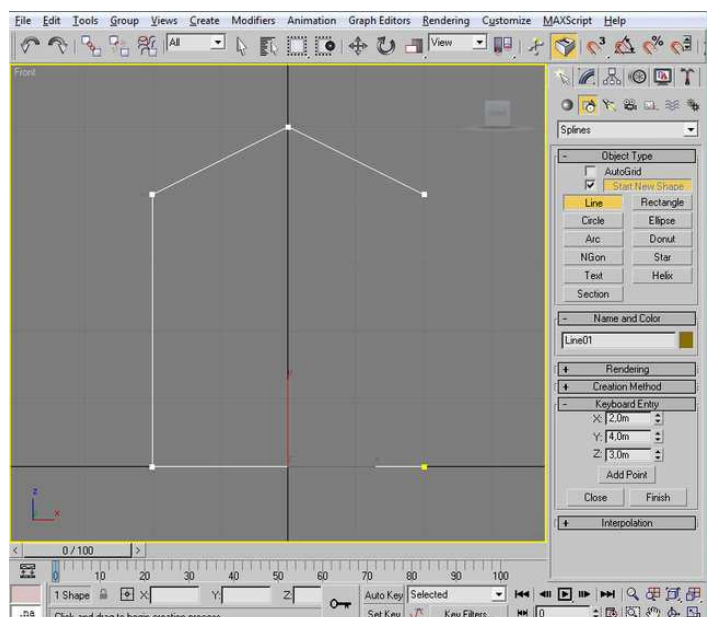 File Edit Tools Group Views Create Modifiers Animation Graph Editors Rendering Customize MAXScript Help
All
View
3
Front
Splines
- Object Type
AutoGrid
Start New Shape
Line Rectangle
Circle Ellipse
Arc Donut
NGon Star
Text Helix
Section
- Name and Color
Line01
+ Rendering
+ Creation Method
- Keyboard Entry
X: 2,0m
Y: 4,0m
Z: 3,0m
Add Point
Close Finish
+ Interpolation
z
x
< 0 / 100 >
0 10 20 30 40 50 60 70 80 90 100
1 Shape X: Y: Z: Auto Key Selected
.na Click and drag to begin creation process Set Key Key Filters... 0